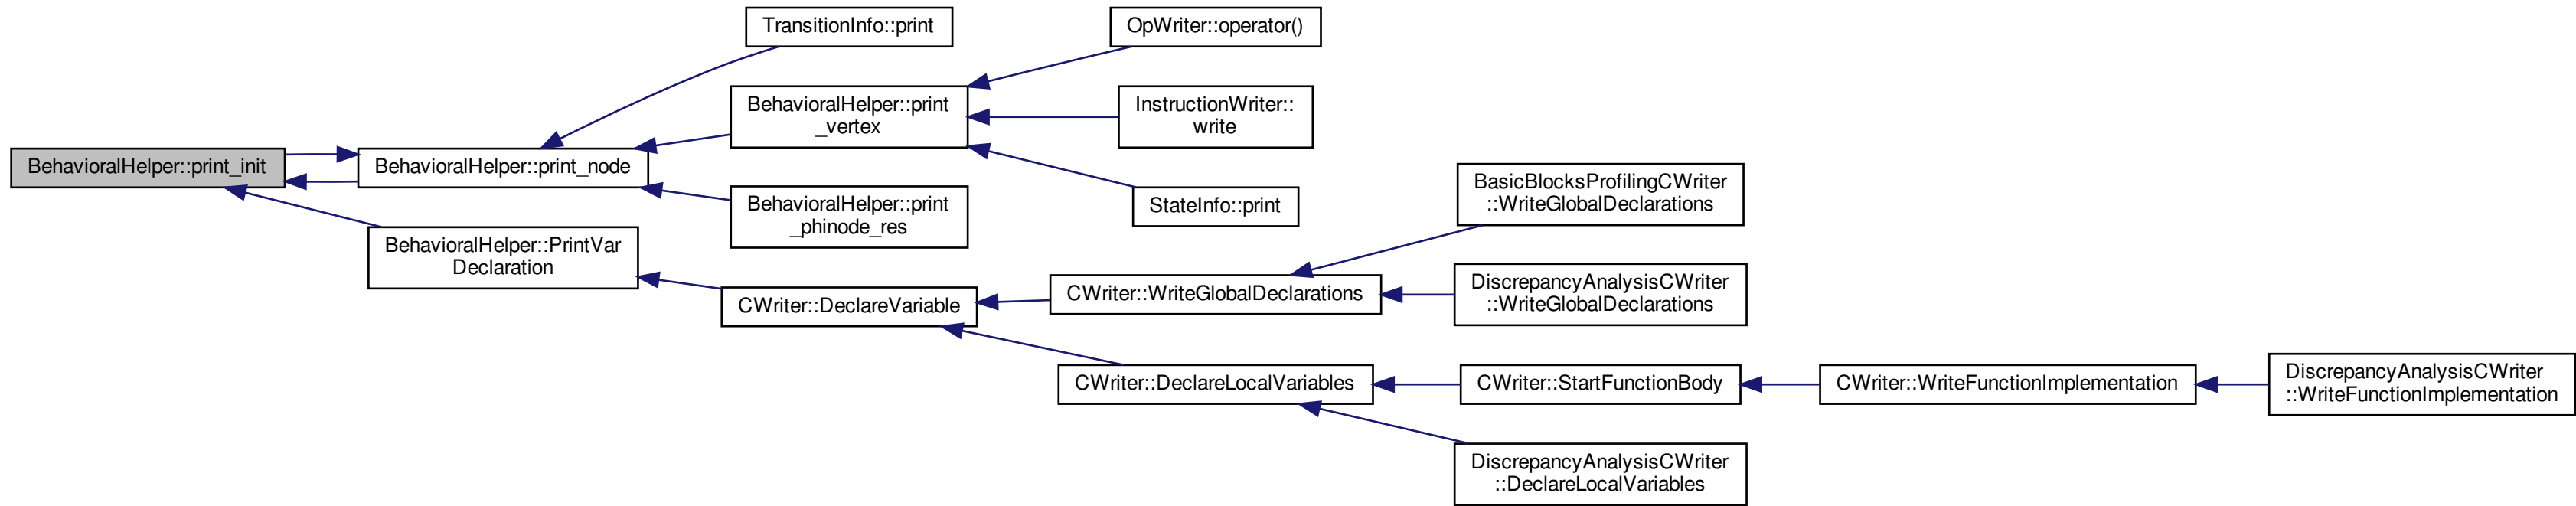 BehavioralHelper::print_init
BehavioralHelper::print_node
BehavioralHelper::PrintVar
Declaration
TransitionInfo::print
BehavioralHelper::print
_vertex
BehavioralHelper::print
_phinode_res
CWriter::DeclareVariable
OpWriter::operator()
InstructionWriter::
write
StateInfo::print
CWriter::WriteGlobalDeclarations
CWriter::DeclareLocalVariables
BasicBlocksProfilingCWriter
::WriteGlobalDeclarations
DiscrepancyAnalysisCWriter
::WriteGlobalDeclarations
CWriter::StartFunctionBody
DiscrepancyAnalysisCWriter
::DeclareLocalVariables
CWriter::WriteFunctionImplementation
DiscrepancyAnalysisCWriter
::WriteFunctionImplementation